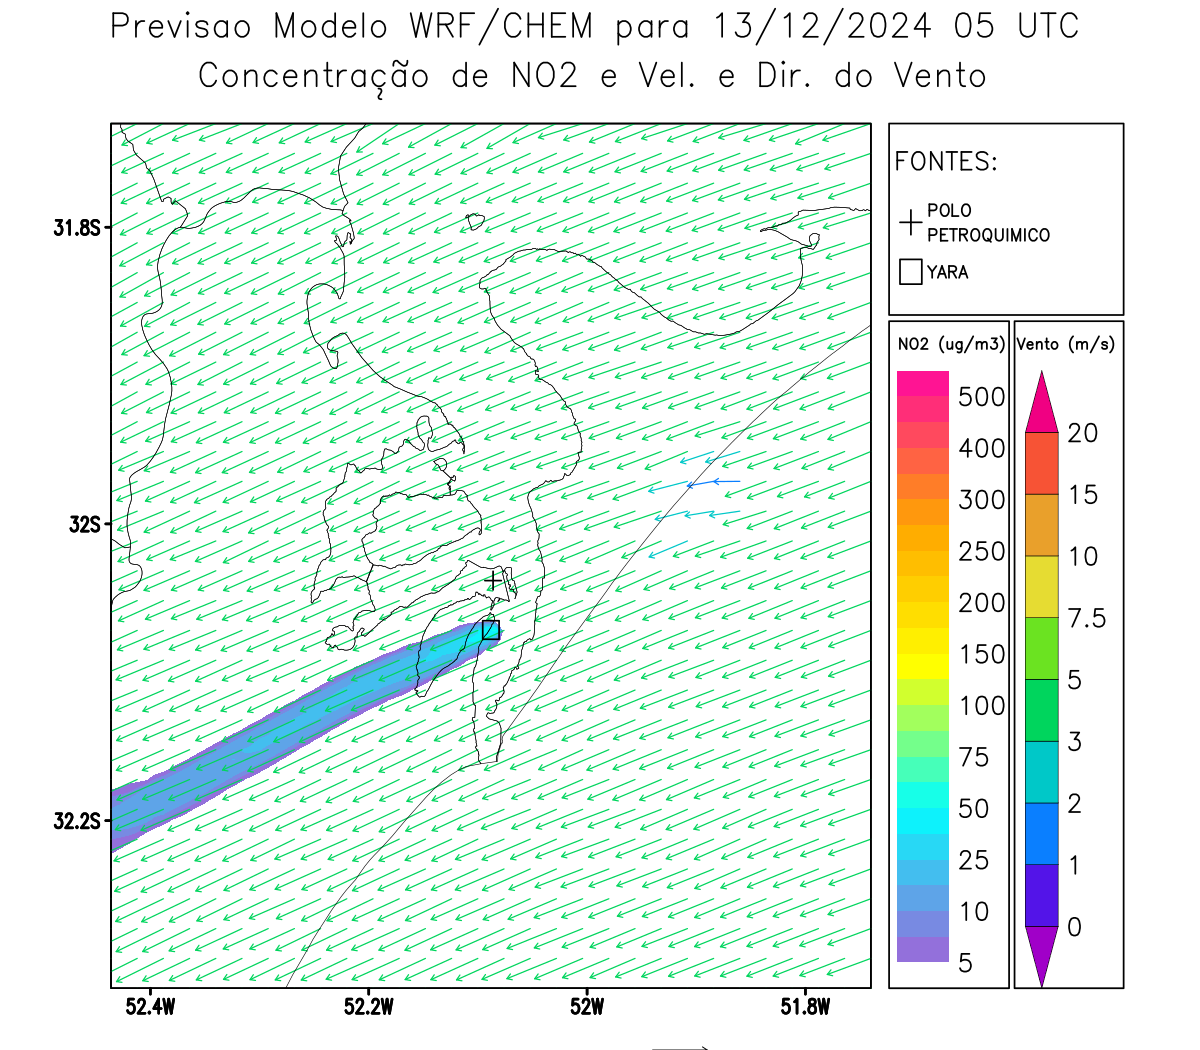 Previsao Modelo WRF/CHEM para 13/12/2024 05 UTC
Concentração de NO2 e Vel. e Dir. do Vento
FONTES:
POLO
PETROQUIMICO
YARA
NO2 (ug/m3)
500
400
300
250
200
150
100
75
50
25
10
5
Vento (m/s)
20
15
10
7.5
5
3
2
1
0
31.8S
32S
32.2S
52.4W
52.2W
52W
51.8W